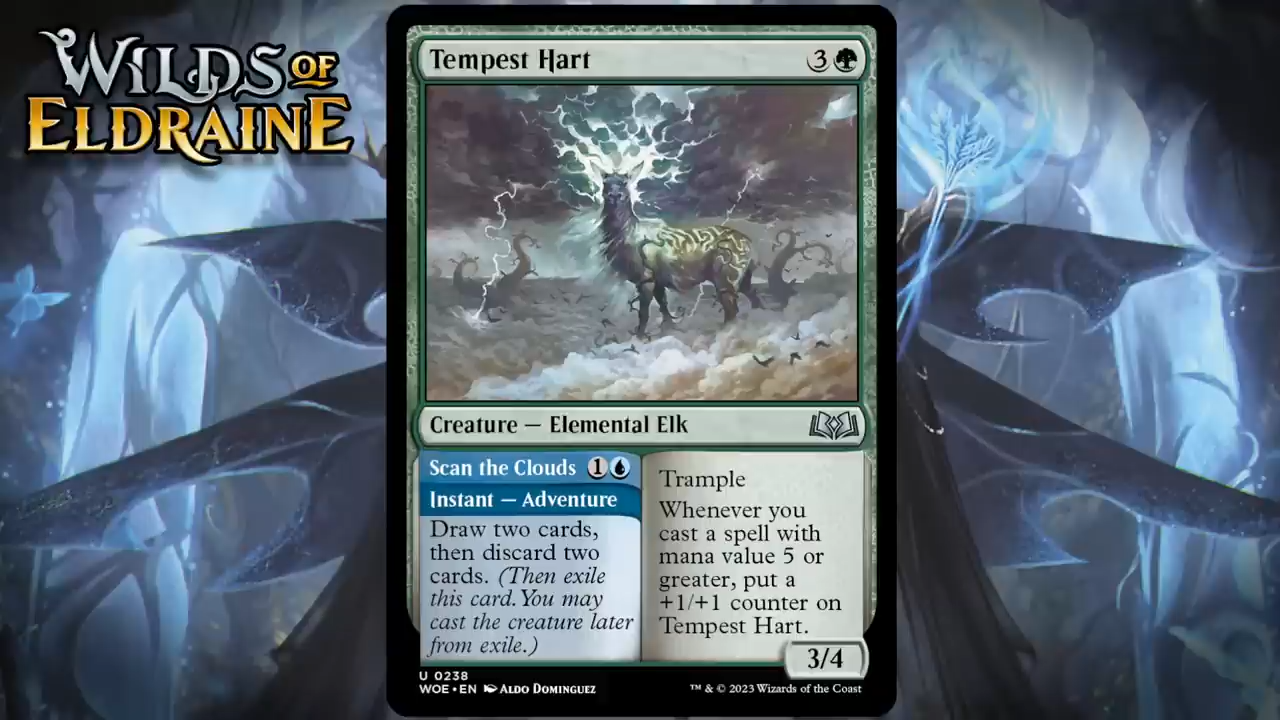 WILDS OF
ELDRAINE
Tempest Hart 3
Creature — Elemental Elk
Scan the Clouds 1
Instant — Adventure
Draw two cards,
then discard two
cards. (Then exile
this card. You may
cast the creature later
from exile.)
Trample
Whenever you
cast a spell with
mana value 5 or
greater, put a
+1/+1 counter on
Tempest Hart.
3/4
U 0238
WOE • EN ALDO DOMINGUEZ
™ & © 2023 Wizards of the Coast